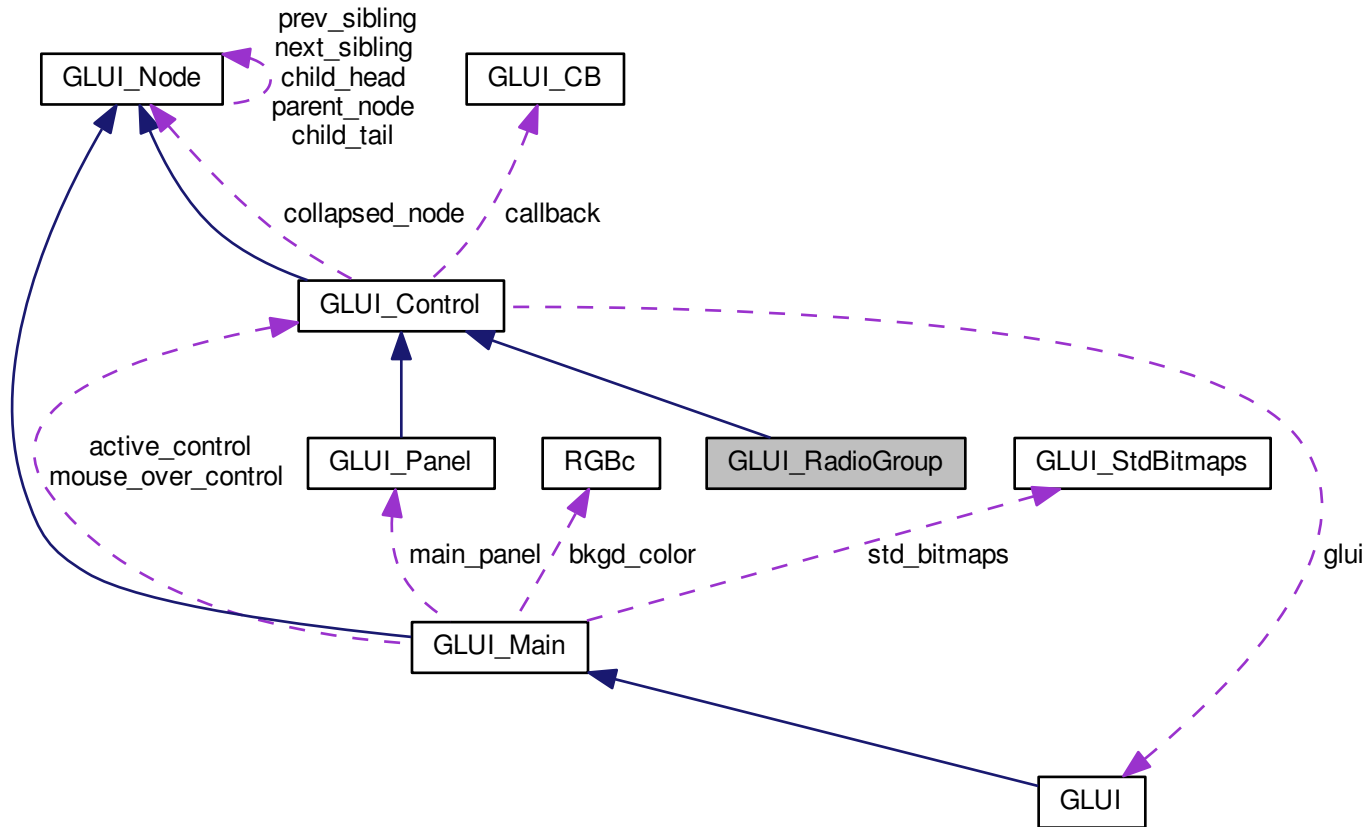 prev_sibling
next_sibling
child_head
parent_node
child_tail
GLUI_Node
GLUI_CB
collapsed_node
callback
GLUI_Control
active_control
mouse_over_control
GLUI_Panel
RGBc
GLUI_RadioGroup
GLUI_StdBitmaps
main_panel
bkgd_color
std_bitmaps
glui
GLUI_Main
GLUI